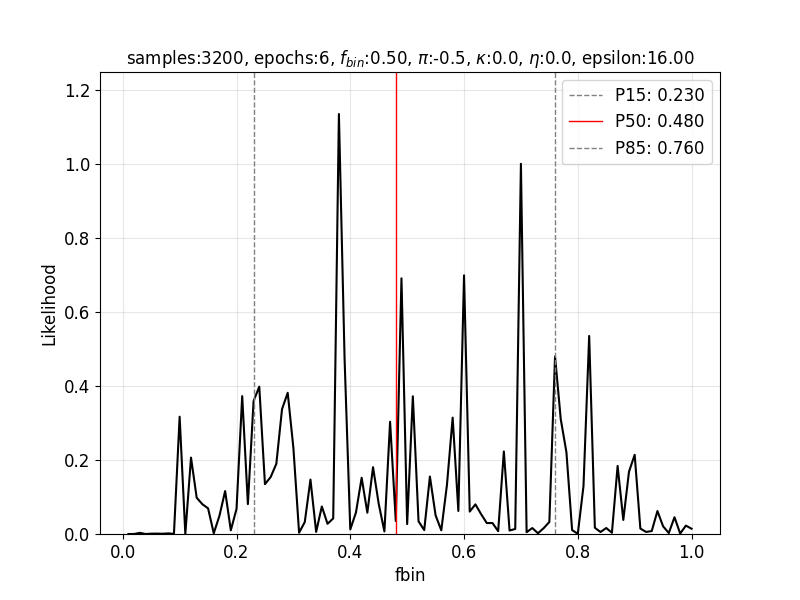 samples:3200, epochs:6, f_bin:0.50, π:-0.5, κ:0.0, η:0.0, epsilon:16.00
P15: 0.230
P50: 0.480
P85: 0.760
Likelihood
1.2
1.0
0.8
0.6
0.4
0.2
0.0
0.0 0.2 0.4 0.6 0.8 1.0
fbin